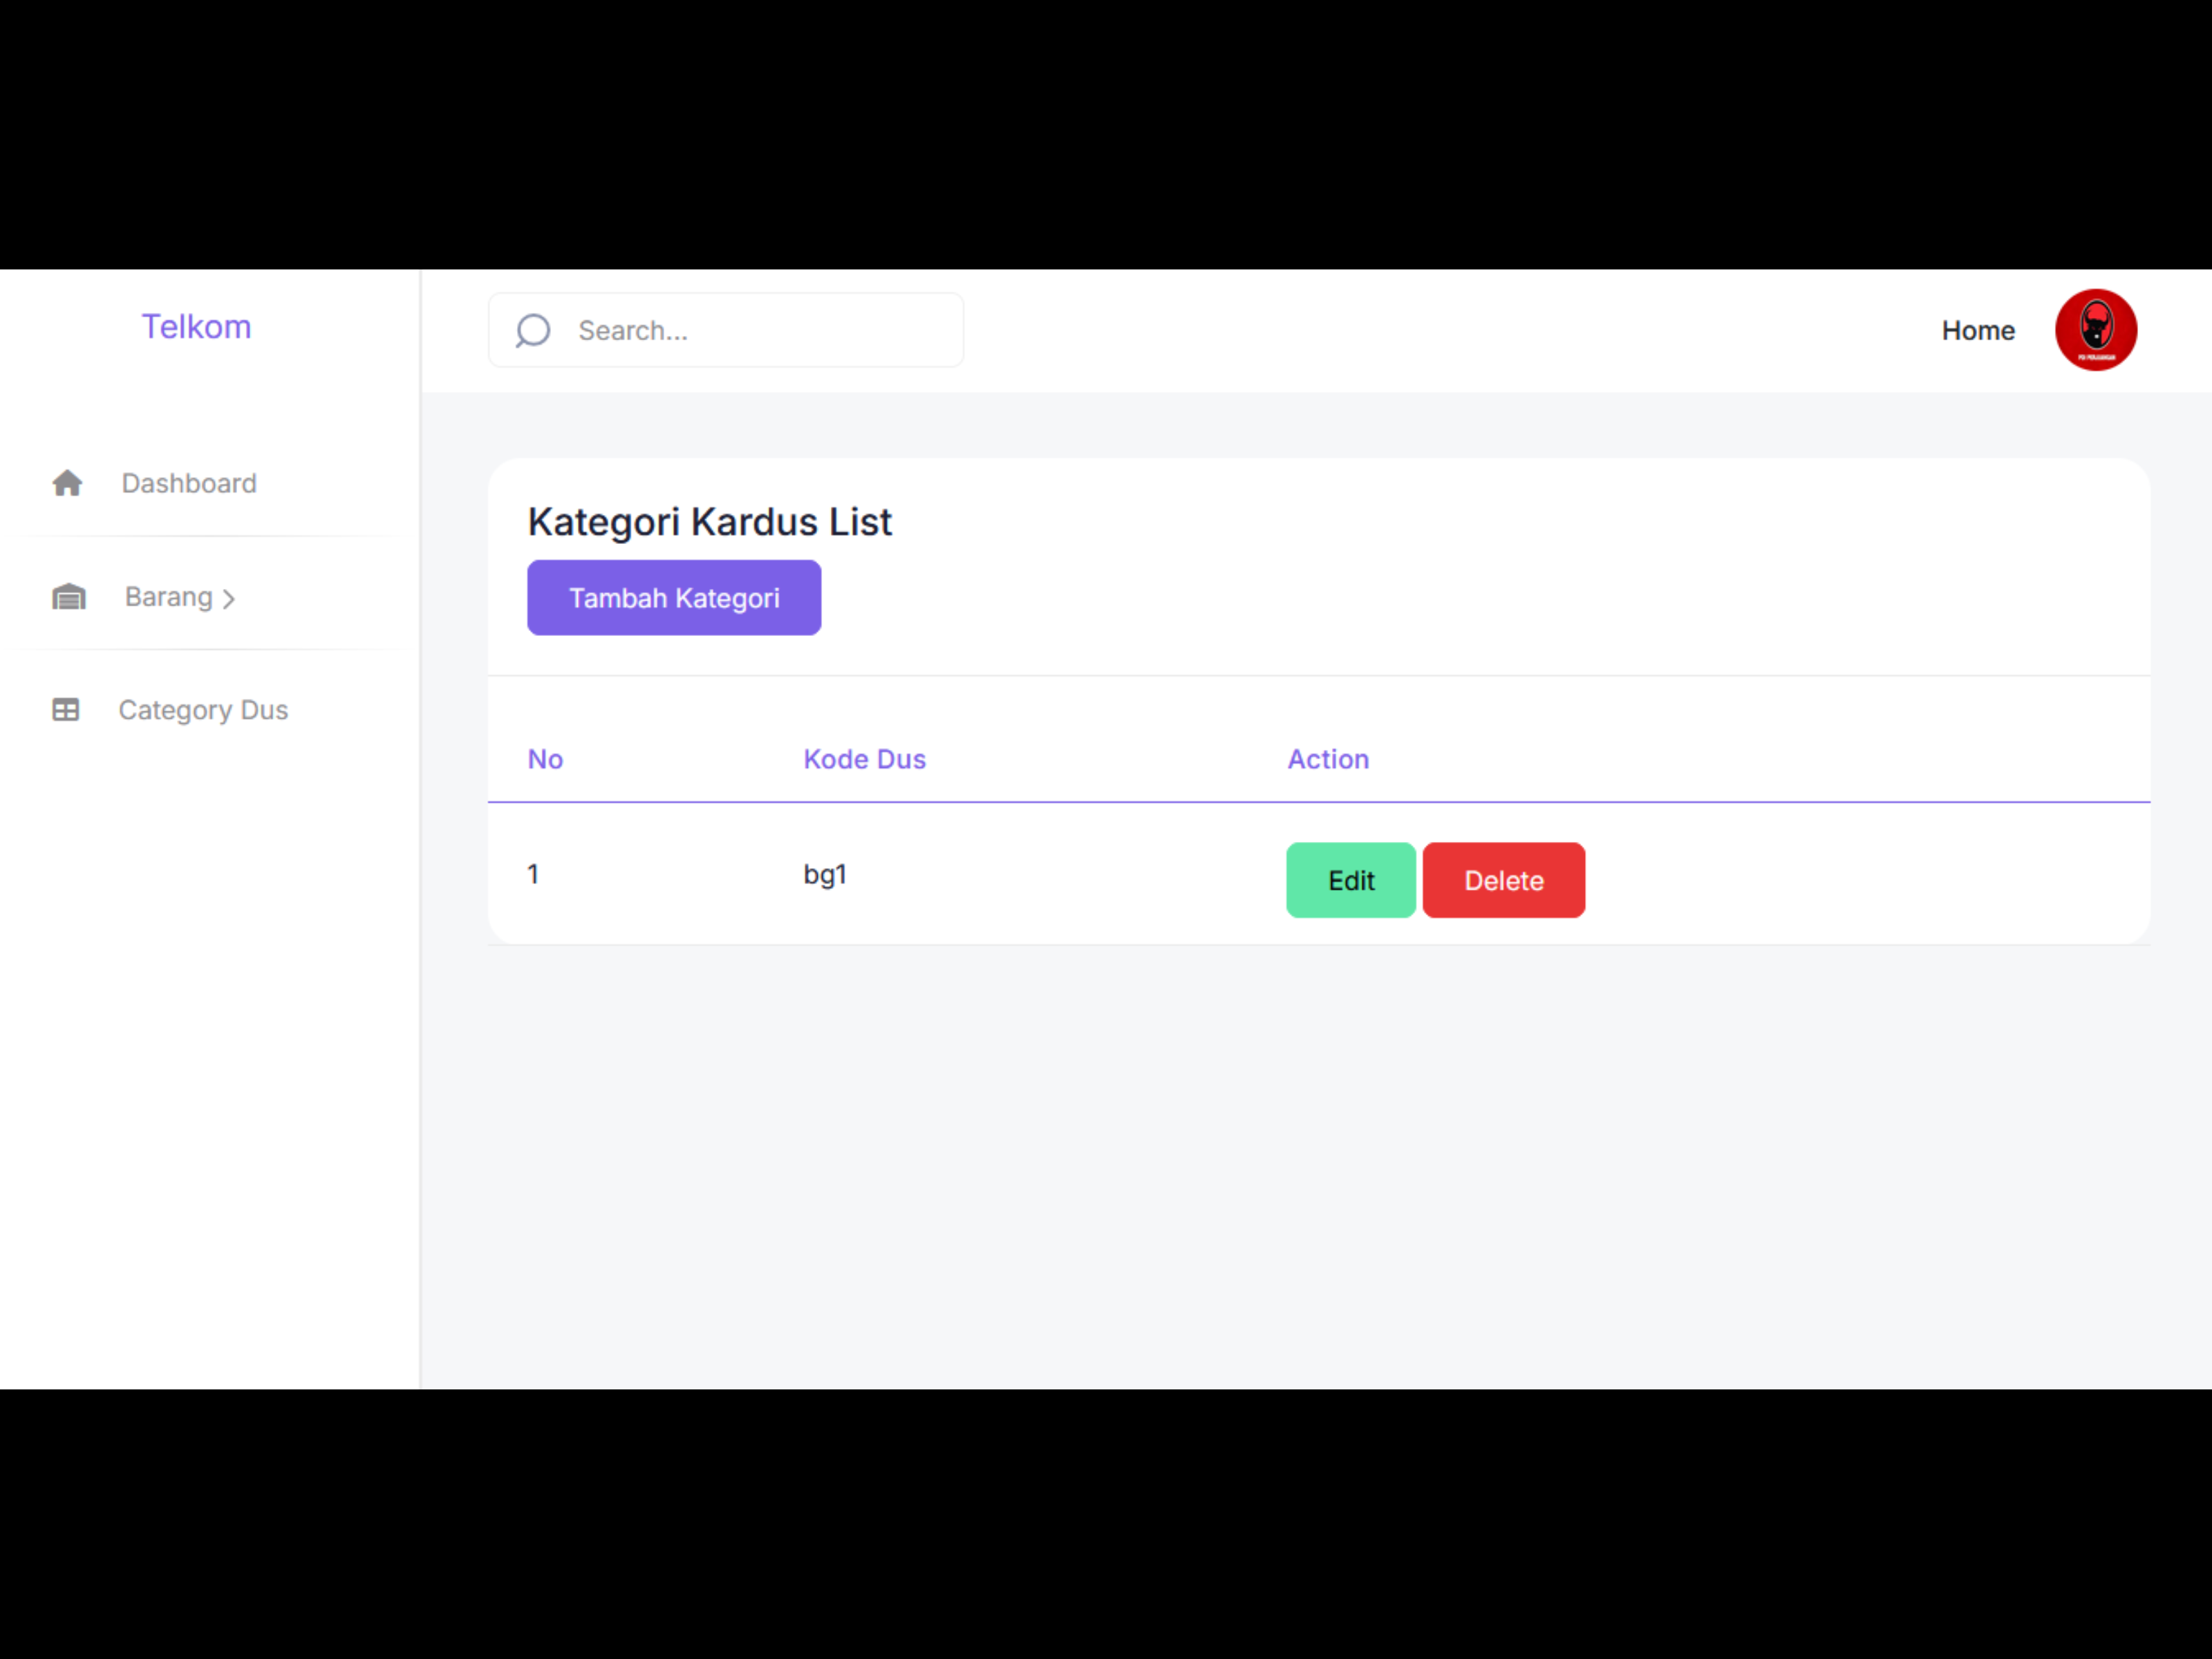 Telkom
Search...
Home
Dashboard
Barang
Category Dus
Kategori Kardus List
Tambah Kategori
No Kode Dus Action
1 bg1 Edit Delete